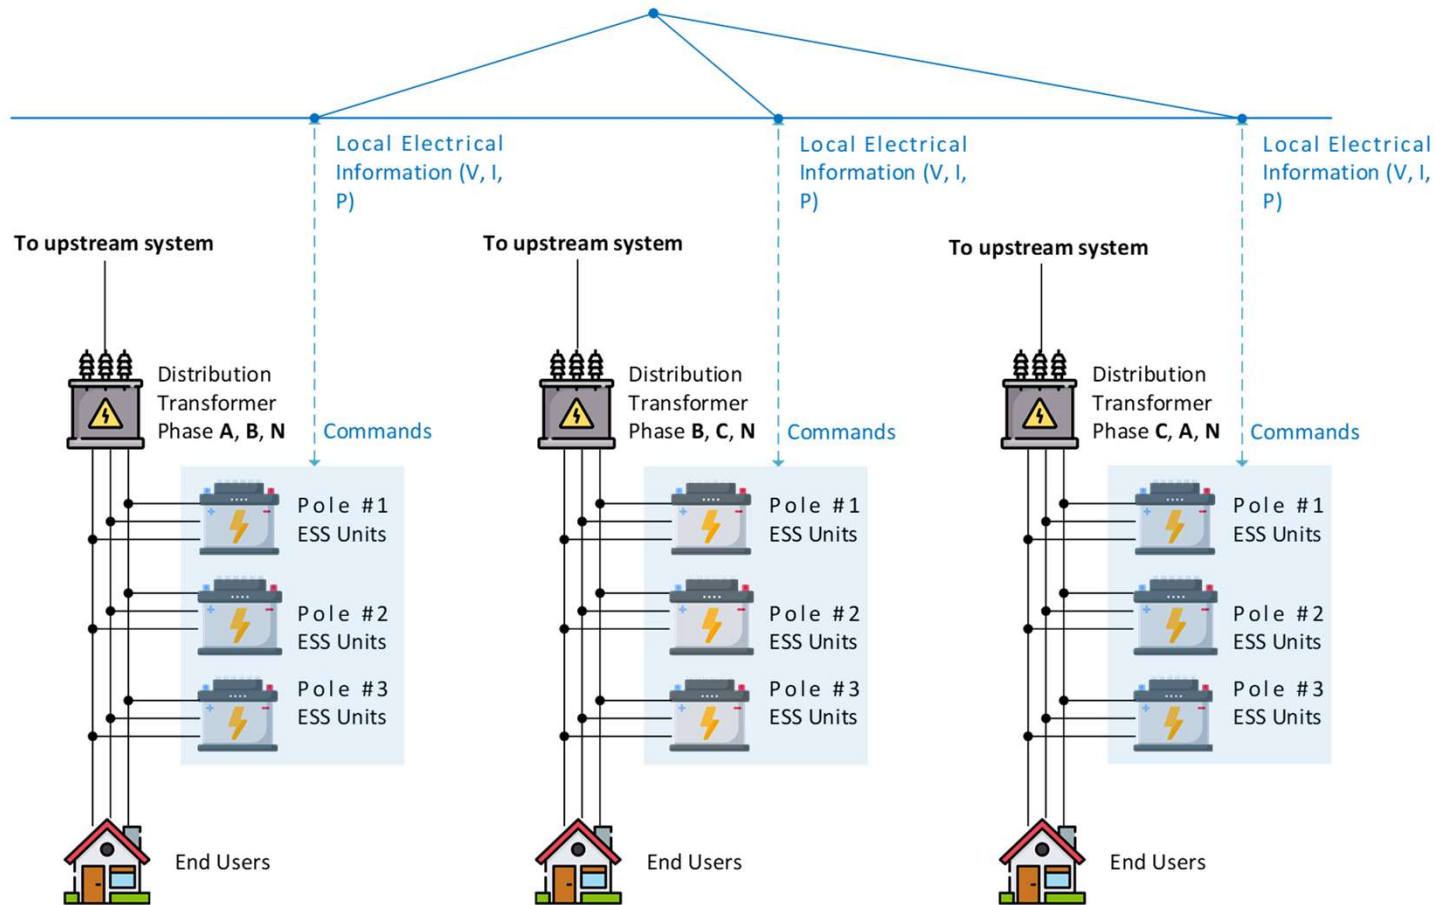 Local Electrical
Information (V, I,
P)
Local Electrical
Information (V, I,
P)
Local Electrical
Information (V, I,
P)
To upstream system
To upstream system
To upstream system
Distribution
Transformer
Phase A, B, N
Commands
Distribution
Transformer
Phase B, C, N
Commands
Distribution
Transformer
Phase C, A, N
Commands
Pole #1
ESS Units
Pole #2
ESS Units
Pole #3
ESS Units
Pole #1
ESS Units
Pole #2
ESS Units
Pole #3
ESS Units
Pole #1
ESS Units
Pole #2
ESS Units
Pole #3
ESS Units
End Users
End Users
End Users